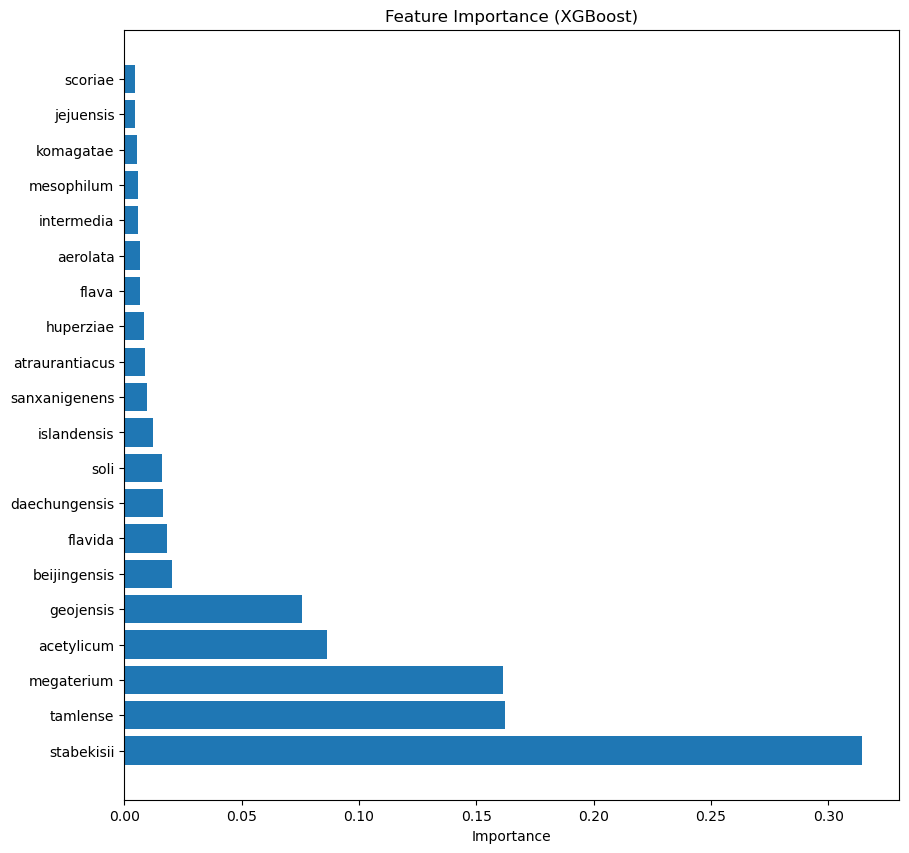 Feature Importance (XGBoost)
scoriae
jejuensis
komagatae
mesophilum
intermedia
aerolata
flava
huperziae
atraurantiacus
sanxanigenens
islandensis
soli
daechungensis
flavida
beijingensis
geojensis
acetylicum
megaterium
tamlense
stabekisii
0.00 0.05 0.10 0.15 0.20 0.25 0.30
Importance